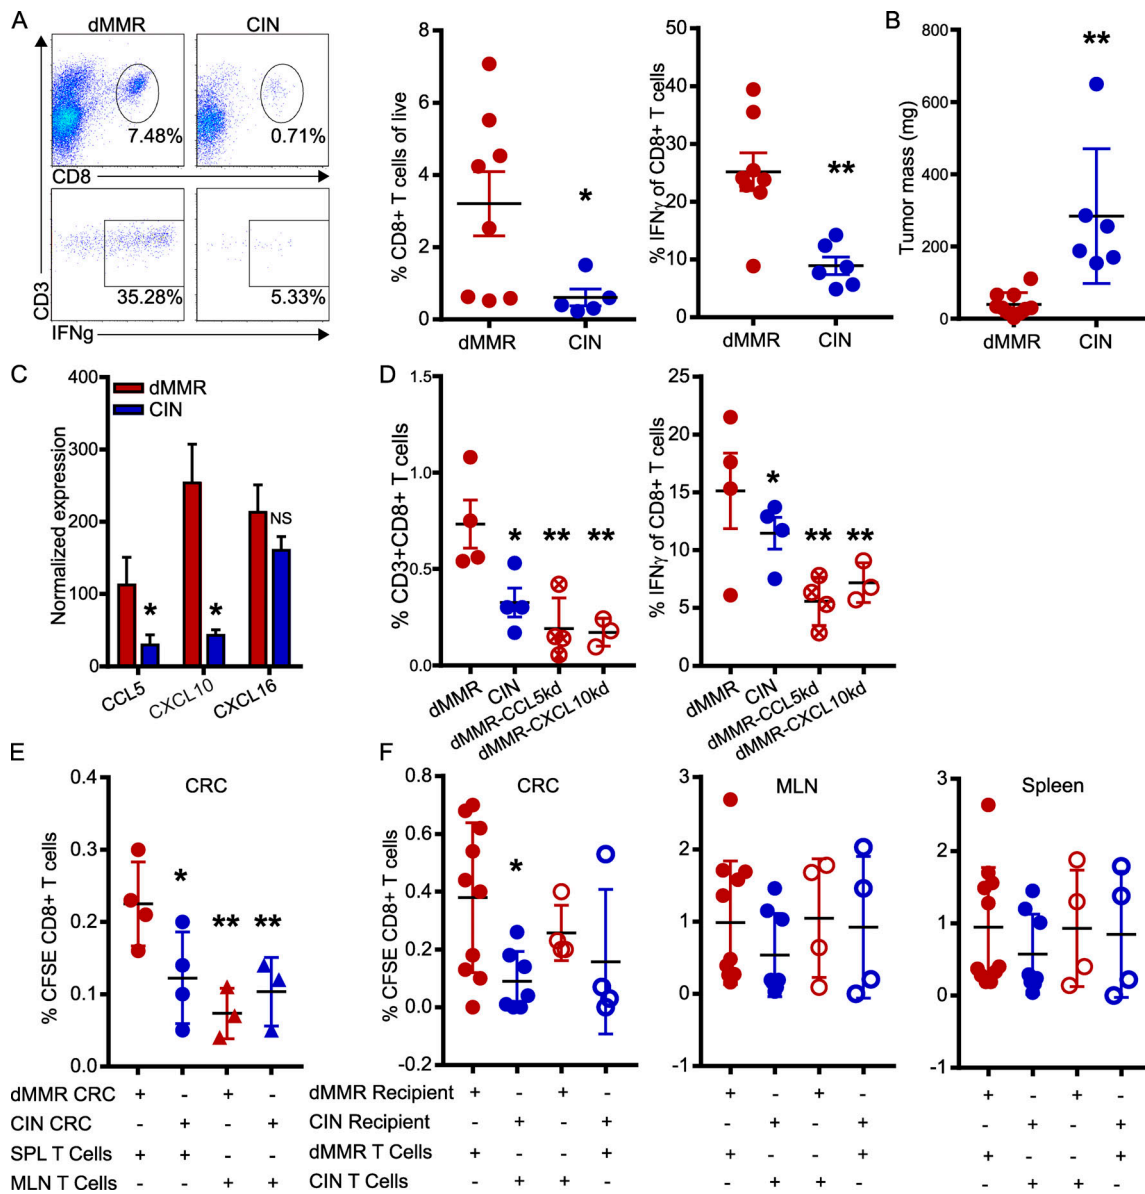 A
dMMR
CIN
7.48%
0.71%
CD8
35.28%
5.33%
CD3
IFNg
% CD8+ T cells of live
8
6
4
2
0
*
dMMR
CIN
% IFNγ of CD8+ T cells
50
40
30
20
10
0
**
dMMR
CIN
B
Tumor mass (mg)
800
600
400
200
0
**
dMMR
CIN
C
Normalized expression
400
300
200
100
0
dMMR
CIN
*
*
NS
CCL5
CXCL10
CXCL16
D
% CD3+CD8+ T cells
1.5
1.0
0.5
0.0
*
**
**
dMMR
CIN
dMMR-CCL5kd
dMMR-CXCL10kd
% IFNγ of CD8+ T cells
25
20
15
10
5
0
*
**
**
dMMR
CIN
dMMR-CCL5kd
dMMR-CXCL10kd
E
CRC
% CFSE CD8+ T cells
0.4
0.3
0.2
0.1
0.0
*
**
**
dMMR CRC + - + -
CIN CRC - + - +
SPL T Cells + + - -
MLN T Cells - - + +
F
CRC
% CFSE CD8+ T cells
0.8
0.6
0.4
0.2
0.0
-0.2
*
MLN
3
2
1
0
-1
Spleen
3
2
1
0
-1
dMMR Recipient + - + - + - + - + - + -
CIN Recipient - + - + - + - + - + - +
dMMR T Cells + - - + + - - + + - - +
CIN T Cells - + + - - + + - - + + -